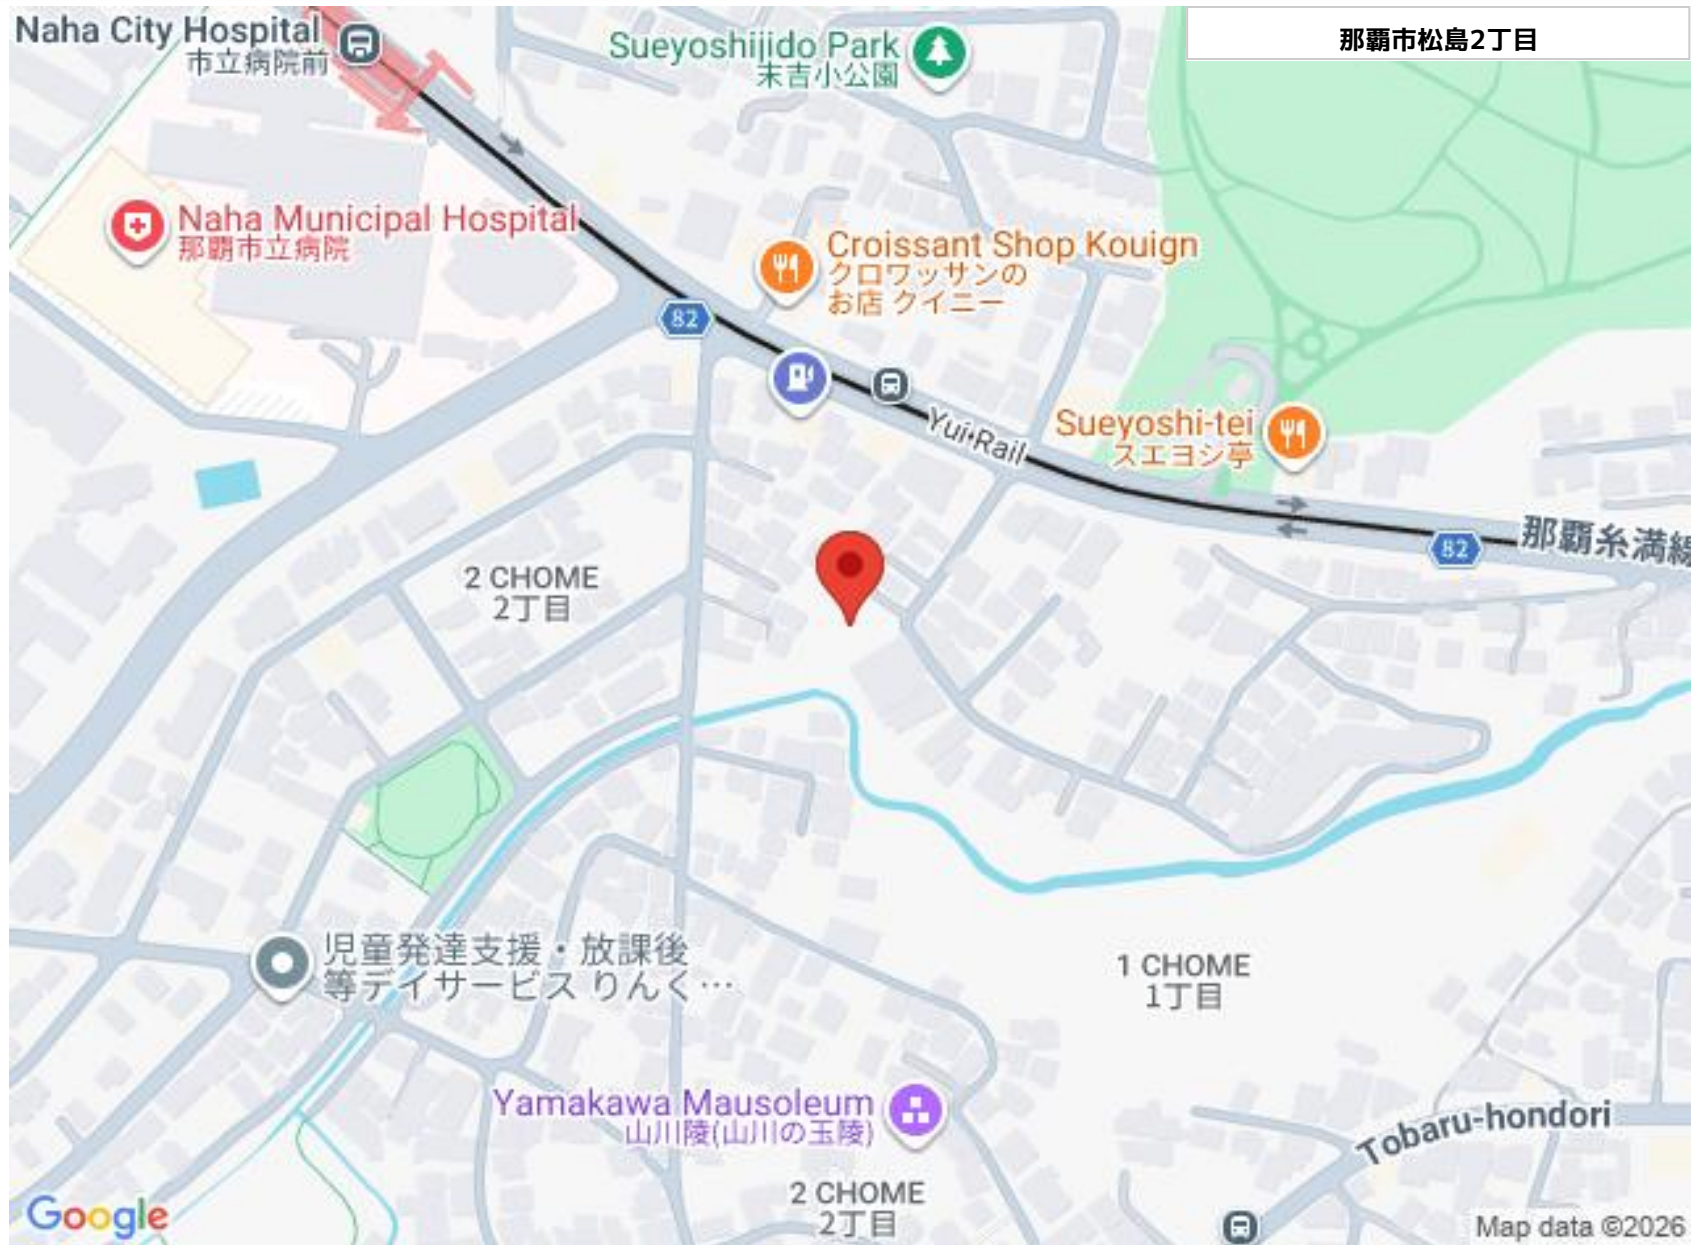 Naha City Hospital
市立病院前
Sueyoshijido Park
末吉小公園
那覇市松島2丁目
Naha Municipal Hospital
那覇市立病院
Croissant Shop Kouign
クロワッサンの
お店 クイニー
82
Yui Rail
Sueyoshi-tei
スエヨシ亭
82
那覇糸満線
2 CHOME
2丁目
児童発達支援・放課後
等デイサービス りんく…
1 CHOME
1丁目
Yamakawa Mausoleum
山川陵(山川の玉陵)
Tobaru-hondori
2 CHOME
2丁目
Google
Map data ©2026